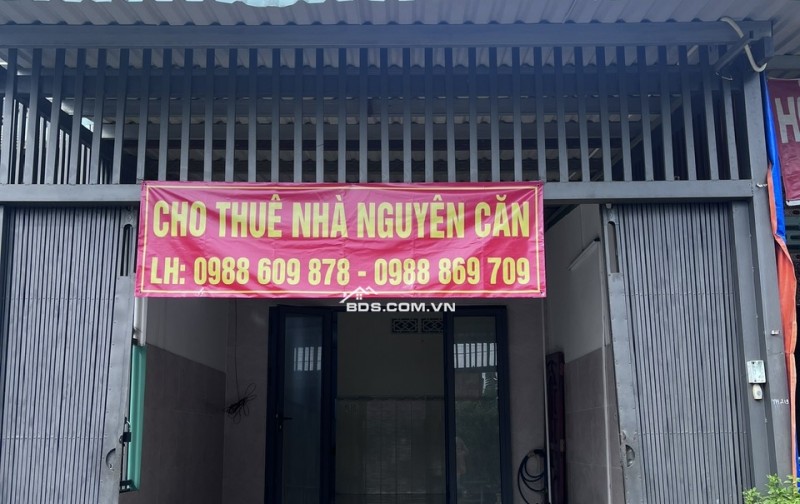 CHO THUÊ NHÀ NGUYÊN CĂN
LH: 0988 609 878 - 0988 869 709
BDS.COM.VN
H